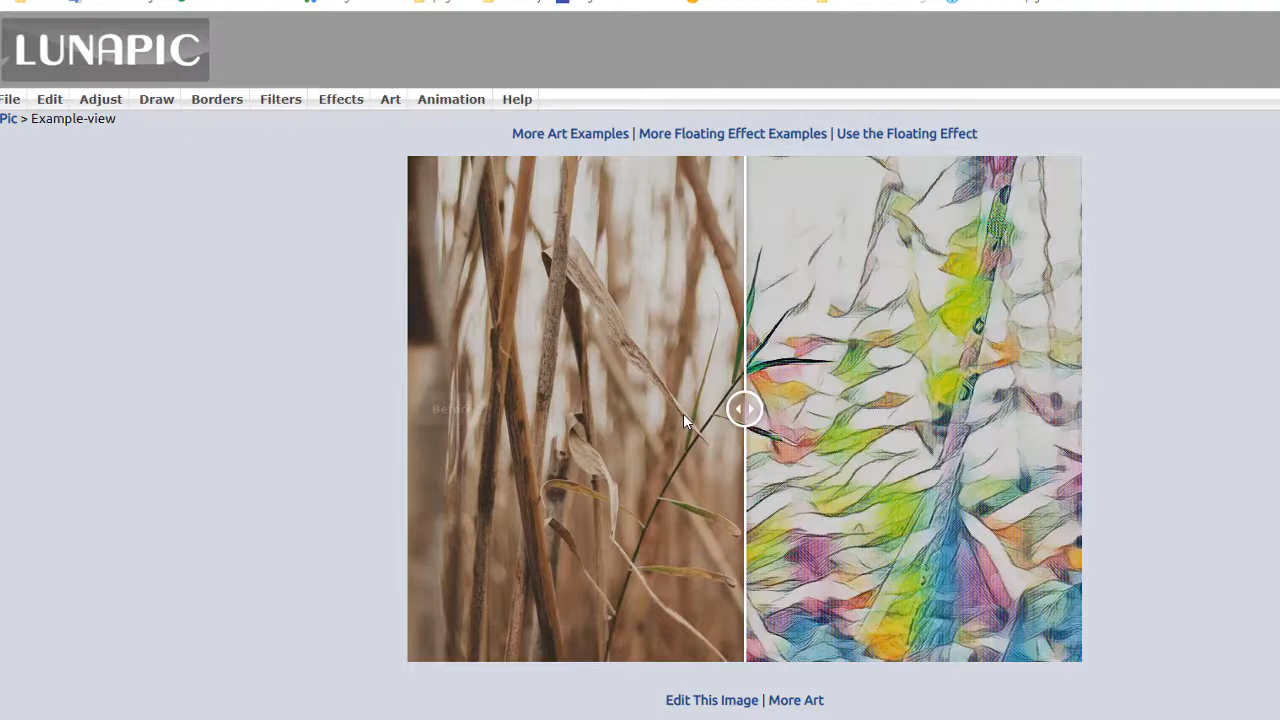 LUNAPIC
File Edit Adjust Draw Borders Filters Effects Art Animation Help
Pic > Example-view
More Art Examples | More Floating Effect Examples | Use the Floating Effect
Before
Edit This Image | More Art